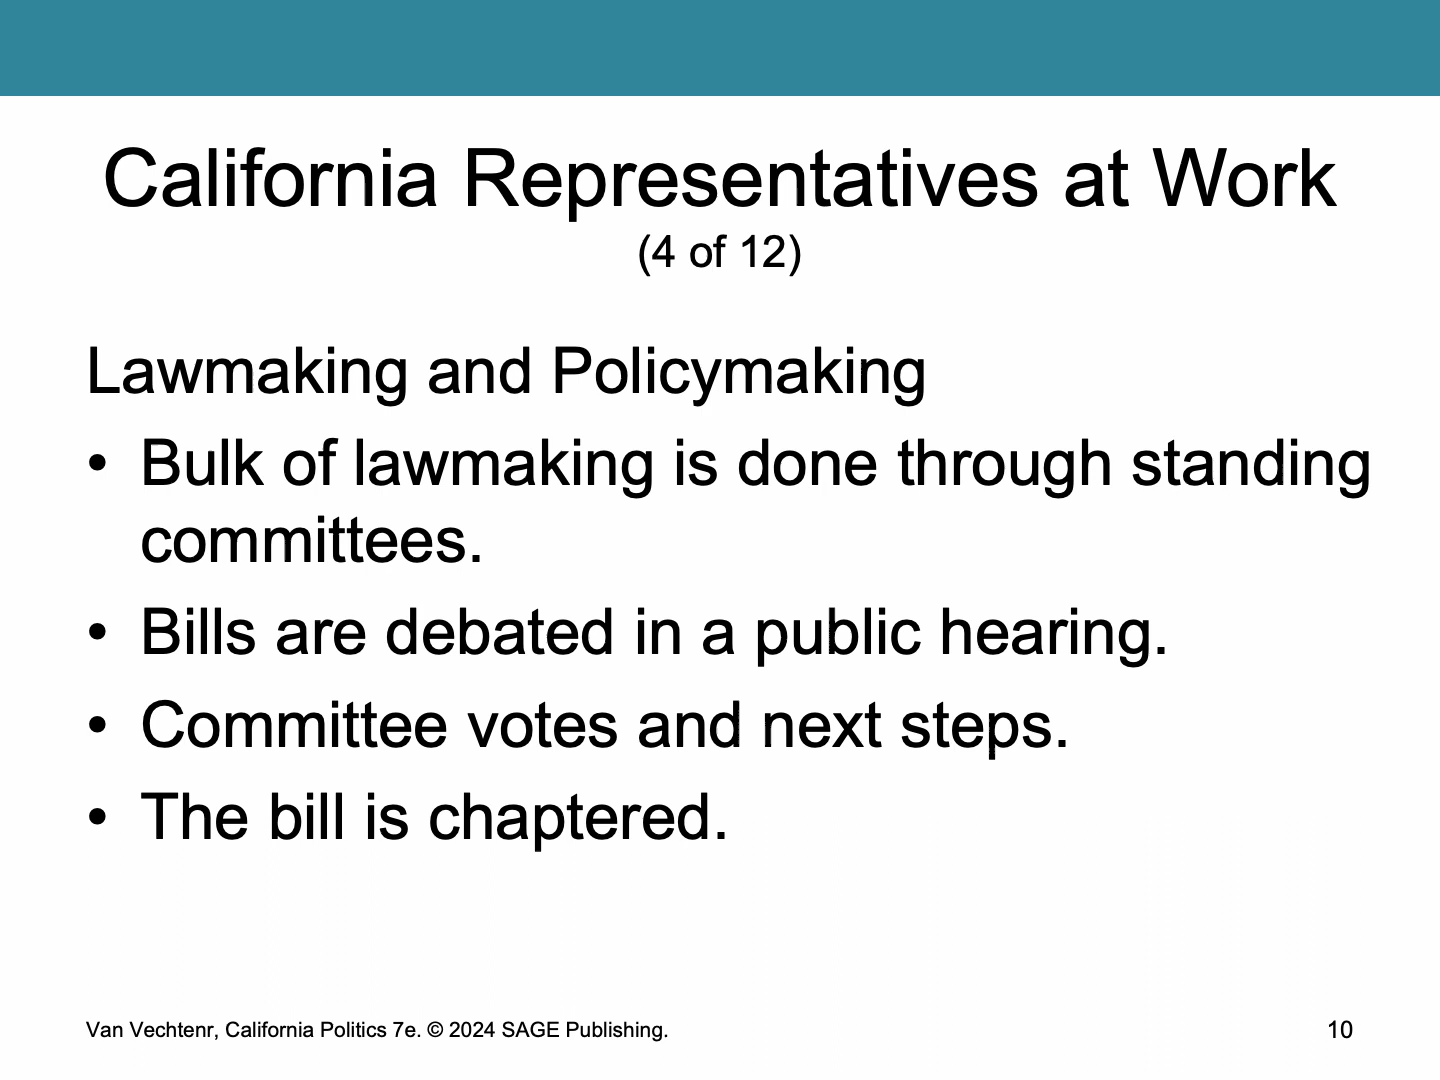 California Representatives at Work
(4 of 12)
Lawmaking and Policymaking
• Bulk of lawmaking is done through standing
committees.
• Bills are debated in a public hearing.
• Committee votes and next steps.
• The bill is chaptered.
Van Vechtenr, California Politics 7e. © 2024 SAGE Publishing.
10